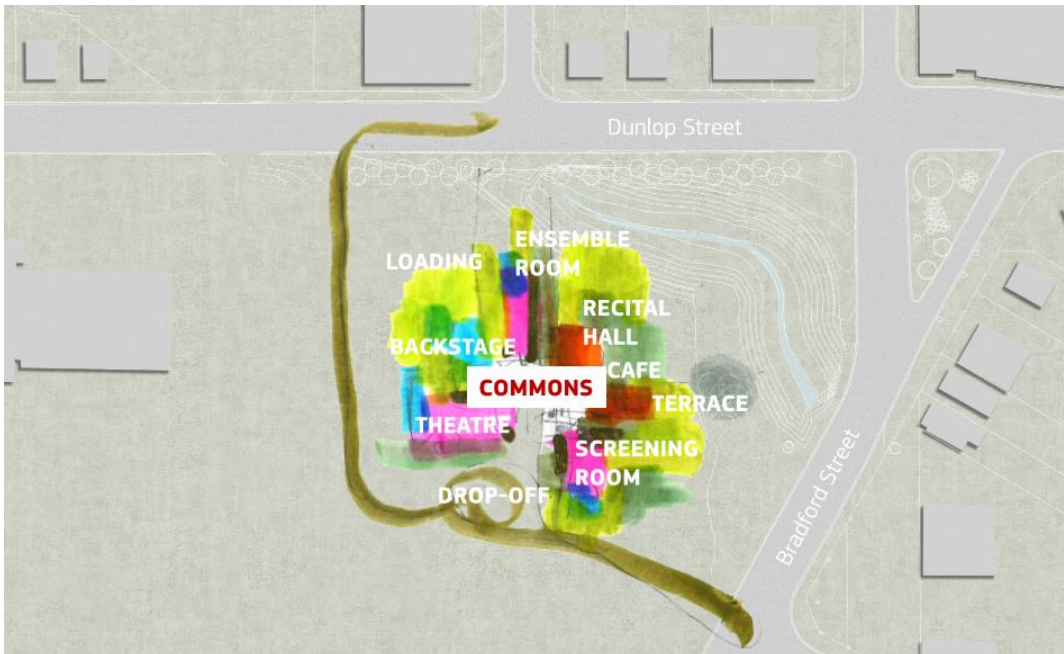 Dunlop Street
ENSEMBLE
ROOM
LOADING
RECITAL
HALL
BACKSTAGE
CAFE
COMMONS
TERRACE
THEATRE
SCREENING
ROOM
DROP-OFF
Bradford Street